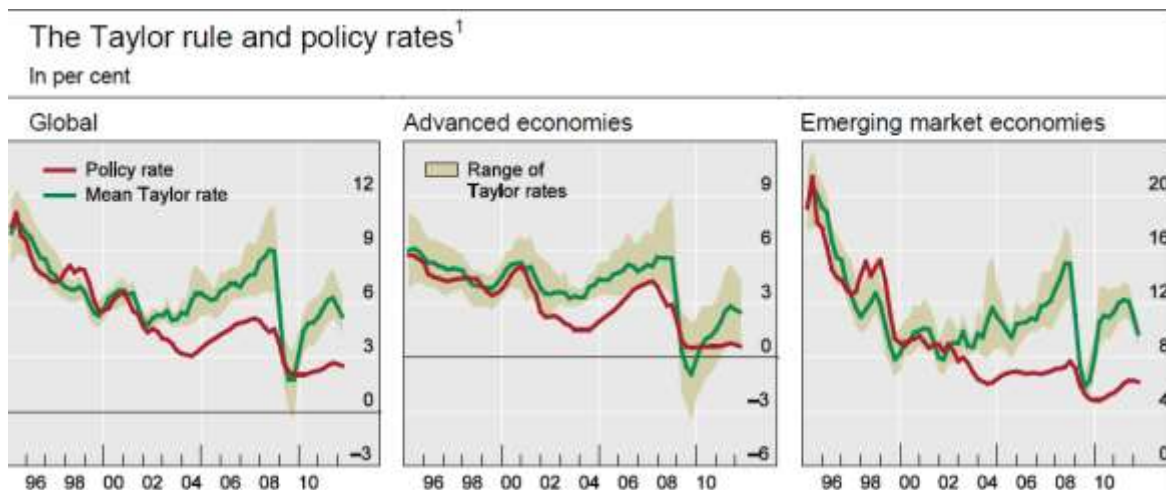 The Taylor rule and policy rates¹
In per cent
Global
Policy rate
Mean Taylor rate
12
9
6
3
0
–3
96 98 00 02 04 06 08 10
Advanced economies
Range of
Taylor rates
9
6
3
0
–3
–6
96 98 00 02 04 06 08 10
Emerging market economies
20
16
12
8
4
0
96 98 00 02 04 06 08 10